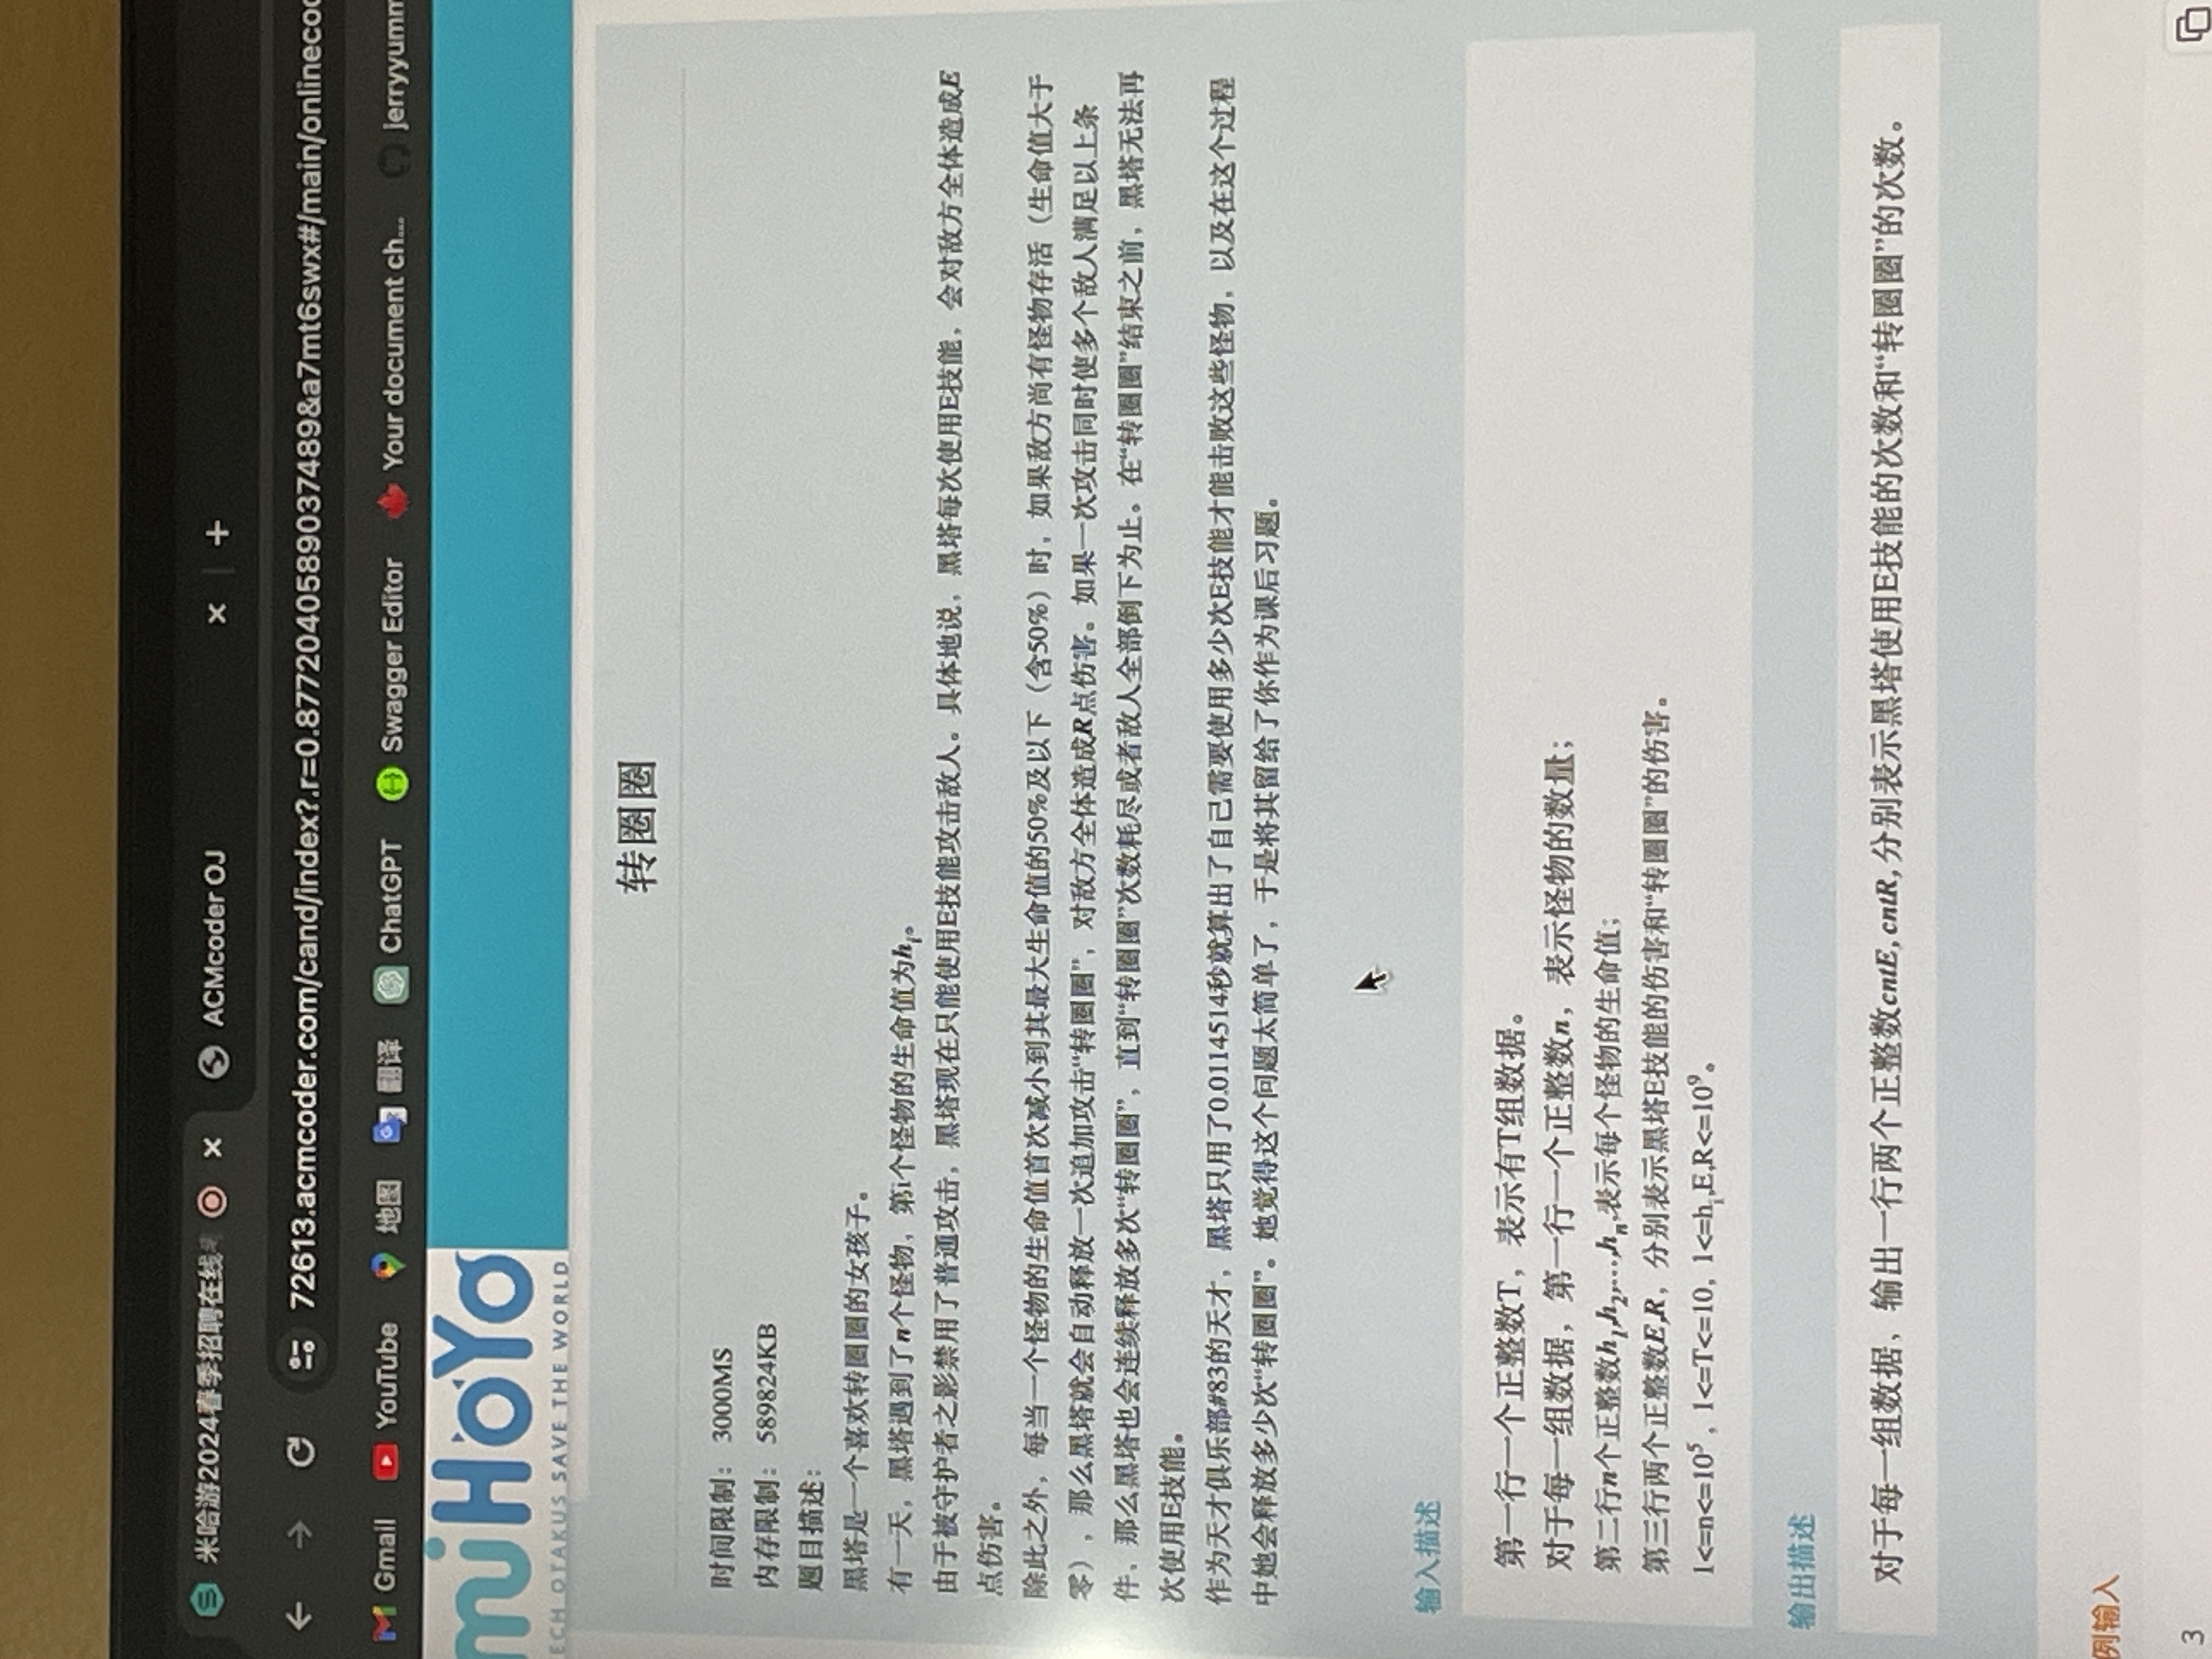 米哈游2024春季招聘在线
ACMcoder OJ
72613.acmcoder.com/cand/index?.r=0.8772040589037489&a7mt6swx#/main/onlinecod
Gmail
YouTube
地图
翻译
ChatGPT
Swagger Editor
Your document ch...
jerryyumm
miHoYo
TECH OTAKUS SAVE THE WORLD
转圈圈
时间限制： 3000MS
内存限制： 589824KB
题目描述：
黑塔是一个喜欢转圈圈的女孩子。
有一天，黑塔遇到了n个怪物，第i个怪物的生命值为hi。
由于被守护者之影禁用了普通攻击，黑塔现在只能使用E技能攻击敌人。具体地说，黑塔每次使用E技能，会对敌方全体造成E
点伤害。
除此之外，每当一个怪物的生命值首次减小到其最大生命值的50%及以下（含50%）时，如果敌方尚有怪物存活（生命值大于
零），那么黑塔就会自动释放一次追加攻击“转圈圈”，对敌方全体造成R点伤害。如果一次攻击同时使多个敌人满足以上条
件，那么黑塔也会连续释放多次“转圈圈”，直到“转圈圈”次数耗尽或者敌人全部倒下为止。在“转圈圈”结束之前，黑塔无法再
次使用E技能。
作为天才俱乐部#83的天才，黑塔只用了0.0114514秒就算出了自己需要使用多少次E技能才能击败这些怪物，以及在这个过程
中她会释放多少次“转圈圈”。她觉得这个问题太简单了，于是将其留给了你作为课后习题。
输入描述
第一行一个正整数T，表示有T组数据。
对于每一组数据，第一行一个正整数n，表示怪物的数量；
第二行n个正整数h1,h2,...,hn,表示每个怪物的生命值；
第三行两个正整数E,R，分别表示黑塔E技能的伤害和“转圈圈”的伤害。
1<=n<=10⁵，1<=T<=10，1<=hi,E,R<=10⁹。
输出描述
对于每一组数据，输出一行两个正整数cntE, cntR, 分别表示黑塔使用E技能的次数和“转圈圈”的次数。
例输入
3